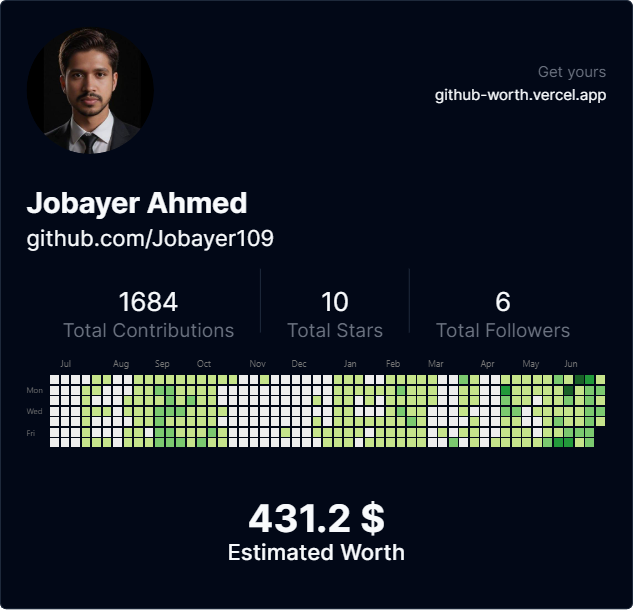 Get yours
github-worth.vercel.app
Jobayer Ahmed
github.com/Jobayer109
1684
10
6
Total Contributions
Total Stars
Total Followers
Jul Aug Sep Oct Nov Dec Jan Feb Mar Apr May Jun
Mon
Wed
Fri
431.2 $
Estimated Worth